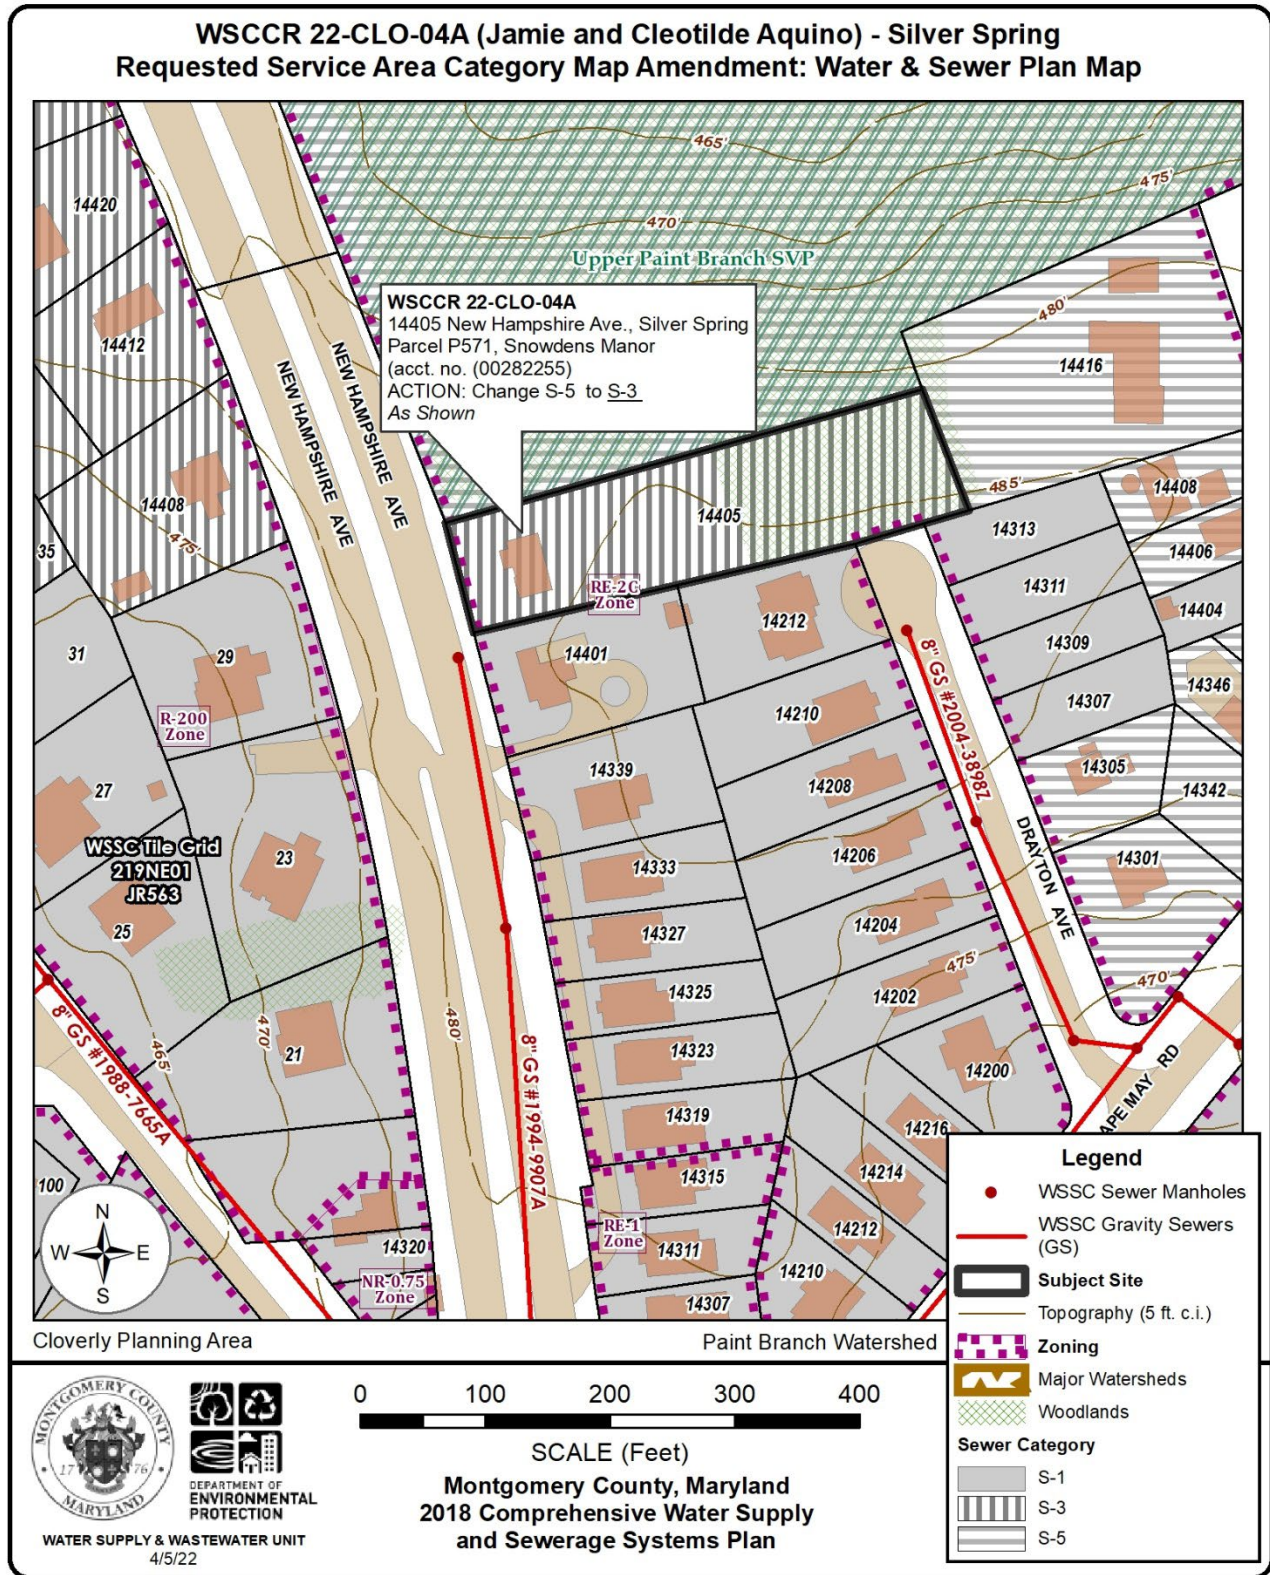 WSCCR 22-CLO-04A (Jamie and Cleotilde Aquino) - Silver Spring
Requested Service Area Category Map Amendment: Water & Sewer Plan Map
465'
475'
470'
14420
Upper Paint Branch SVP
WSCCR 22-CLO-04A
14405 New Hampshire Ave., Silver Spring
Parcel P571, Snowdens Manor
(acct. no. (00282255)
ACTION: Change S-5 to S-3
As Shown
480'
14412
14416
NEW HAMPSHIRE AVE
NEW HAMPSHIRE AVE
14408
475'
35
14405
485'
14408
14313
14406
RE-2C
Zone
14311
14404
14212
31
29
14401
14309
14346
8" GS #2004-3898Z
14307
R-200
Zone
14210
14339
14305
27
14208
14342
WSSC Tile Grid
219NE01
JR563
23
14333
14206
DRAYTON AVE
14301
25
14327
14204
475'
470'
14325
14202
8" GS #1988-7665A
465'
470'
480'
21
8" GS #1994-9907A
14323
14200
APE MAY RD
14319
14216
100
14315
14214
N
W E
S
14320
RE-1
Zone
14311
14212
NR-0.75
Zone
14307
14210
Legend
WSSC Sewer Manholes
WSSC Gravity Sewers
(GS)
Subject Site
Topography (5 ft. c.i.)
Zoning
Major Watersheds
Woodlands
Sewer Category
S-1
S-3
S-5
Cloverly Planning Area
Paint Branch Watershed
MONTGOMERY COUNTY
17 76
MARYLAND
DEPARTMENT OF
ENVIRONMENTAL
PROTECTION
WATER SUPPLY & WASTEWATER UNIT
4/5/22
0 100 200 300 400
SCALE (Feet)
Montgomery County, Maryland
2018 Comprehensive Water Supply
and Sewerage Systems Plan